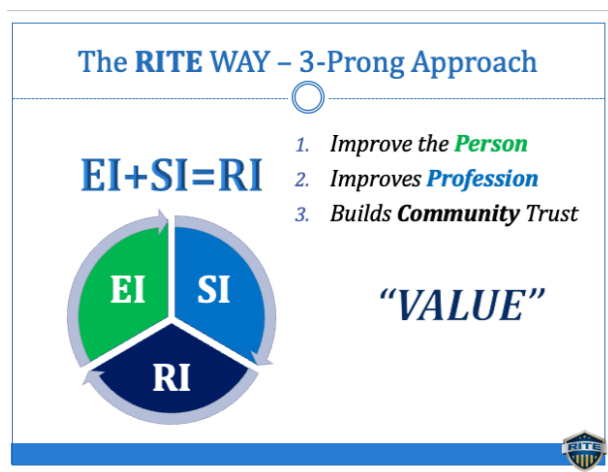 The RITE WAY – 3-Prong Approach
EI+SI=RI
1. Improve the Person
2. Improves Profession
3. Builds Community Trust
EI
SI
RI
“VALUE”
RITE